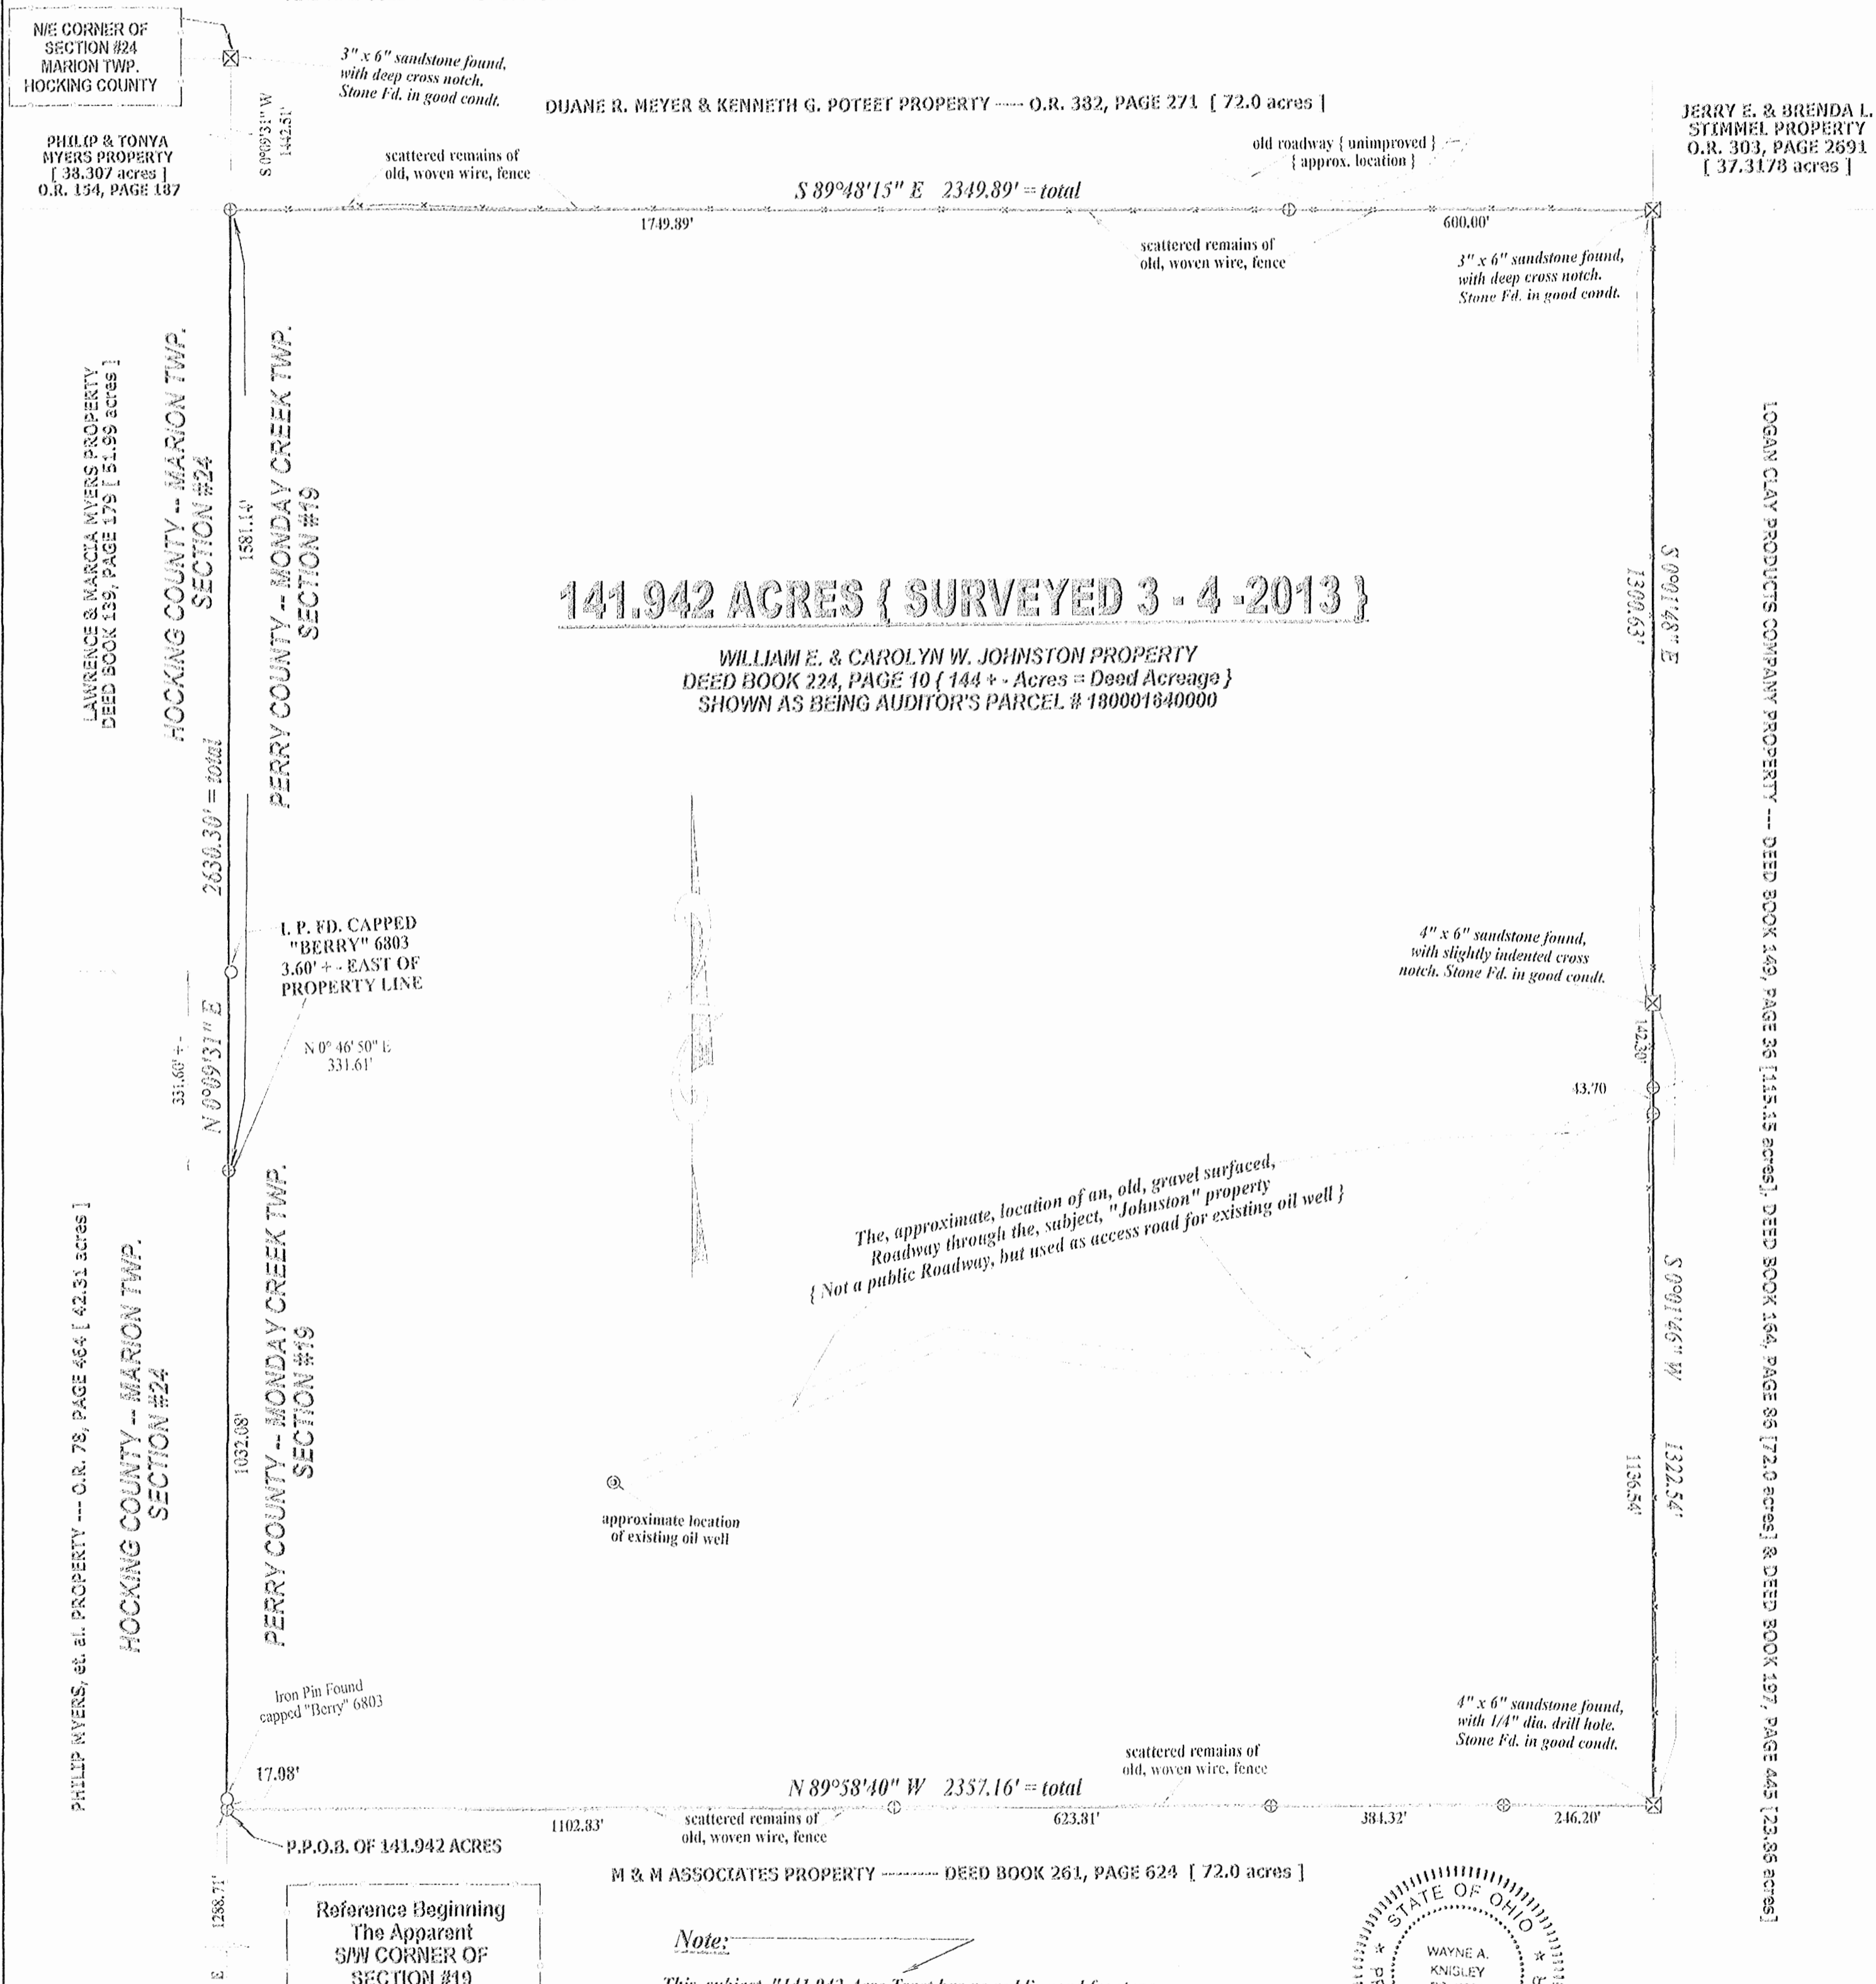 N/E CORNER OF
SECTION #24
MARION TWP.
HOCKING COUNTY
3" x 6" sandstone found,
with deep cross notch.
Stone Fd. in good condt.
S 0°09'31" W
1442.51'
DUANE R. MEYER & KENNETH G. POTEET PROPERTY ---- O.R. 332, PAGE 271 [ 72.0 acres ]
JERRY E. & BRENDA L.
STIMMEL PROPERTY
O.R. 303, PAGE 2691
[ 37.3178 acres ]
PHILIP & TONYA
MYERS PROPERTY
[ 38.307 acres ]
O.R. 154, PAGE 187
scattered remains of
old, woven wire, fence
old roadway { unimproved }
{ approx. location }
S 89°48'15" E 2349.89' = total
1749.89'
600.00'
scattered remains of
old, woven wire, fence
3" x 6" sandstone found,
with deep cross notch.
Stone Fd. in good condt.
LAWRENCE & MARCIA MYERS PROPERTY
DEED BOOK 139, PAGE 179 [ 51.99 acres ]
HOCKING COUNTY -- MARION TWP.
SECTION #24
1581.14'
PERRY COUNTY -- MONDAY CREEK TWP.
SECTION #19
141.942 ACRES { SURVEYED 3 - 4 -2013 }
WILLIAM E. & CAROLYN W. JOHNSTON PROPERTY
DEED BOOK 224, PAGE 10 { 144 + - Acres = Deed Acreage }
SHOWN AS BEING AUDITOR'S PARCEL # 180001640000
S 0°01'48" E
1300.63'
LOGAN CLAY PRODUCTS COMPANY PROPERTY --- DEED BOOK 149, PAGE 36 [115.15 acres], DEED BOOK 164, PAGE 86 [72.0 acres] & DEED BOOK 197, PAGE 445 [23.86 acres]
N 0°09'31" E 2630.30' = total
I. P. FD. CAPPED
"BERRY" 6803
3.60' + - EAST OF
PROPERTY LINE
N 0° 46' 50" E
331.61'
331.60' + -
4" x 6" sandstone found,
with slightly indented cross
notch. Stone Fd. in good condt.
142.30'
43.70
The, approximate, location of an, old, gravel surfaced,
Roadway through the, subject, "Johnston" property
{ Not a public Roadway, but used as access road for existing oil well }
S 0°01'46" W 1322.54'
1136.54'
PHILIP MYERS, et. al. PROPERTY --- O.R. 78, PAGE 464 [ 42.31 acres ]
HOCKING COUNTY -- MARION TWP.
SECTION #24
1032.08'
PERRY COUNTY -- MONDAY CREEK TWP.
SECTION #19
approximate location
of existing oil well
Iron Pin Found
capped "Berry" 6803
17.08'
4" x 6" sandstone found,
with 1/4" dia. drill hole.
Stone Fd. in good condt.
scattered remains of
old, woven wire, fence
N 89°58'40" W 2357.16' = total
1102.83'
scattered remains of
old, woven wire, fence
623.81'
384.32'
246.20'
P.P.O.B. OF 141.942 ACRES
M & M ASSOCIATES PROPERTY -------- DEED BOOK 261, PAGE 624 [ 72.0 acres ]
1288.71'
E
Reference Beginning
The Apparent
S/W CORNER OF
SECTION #19
Note:
STATE OF OHIO
WAYNE A.
KNISLEY